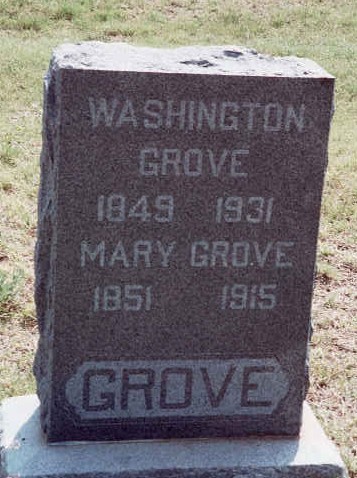 WASHINGTON
GROVE
1849 1931
MARY GROVE
1851 1915
GROVE